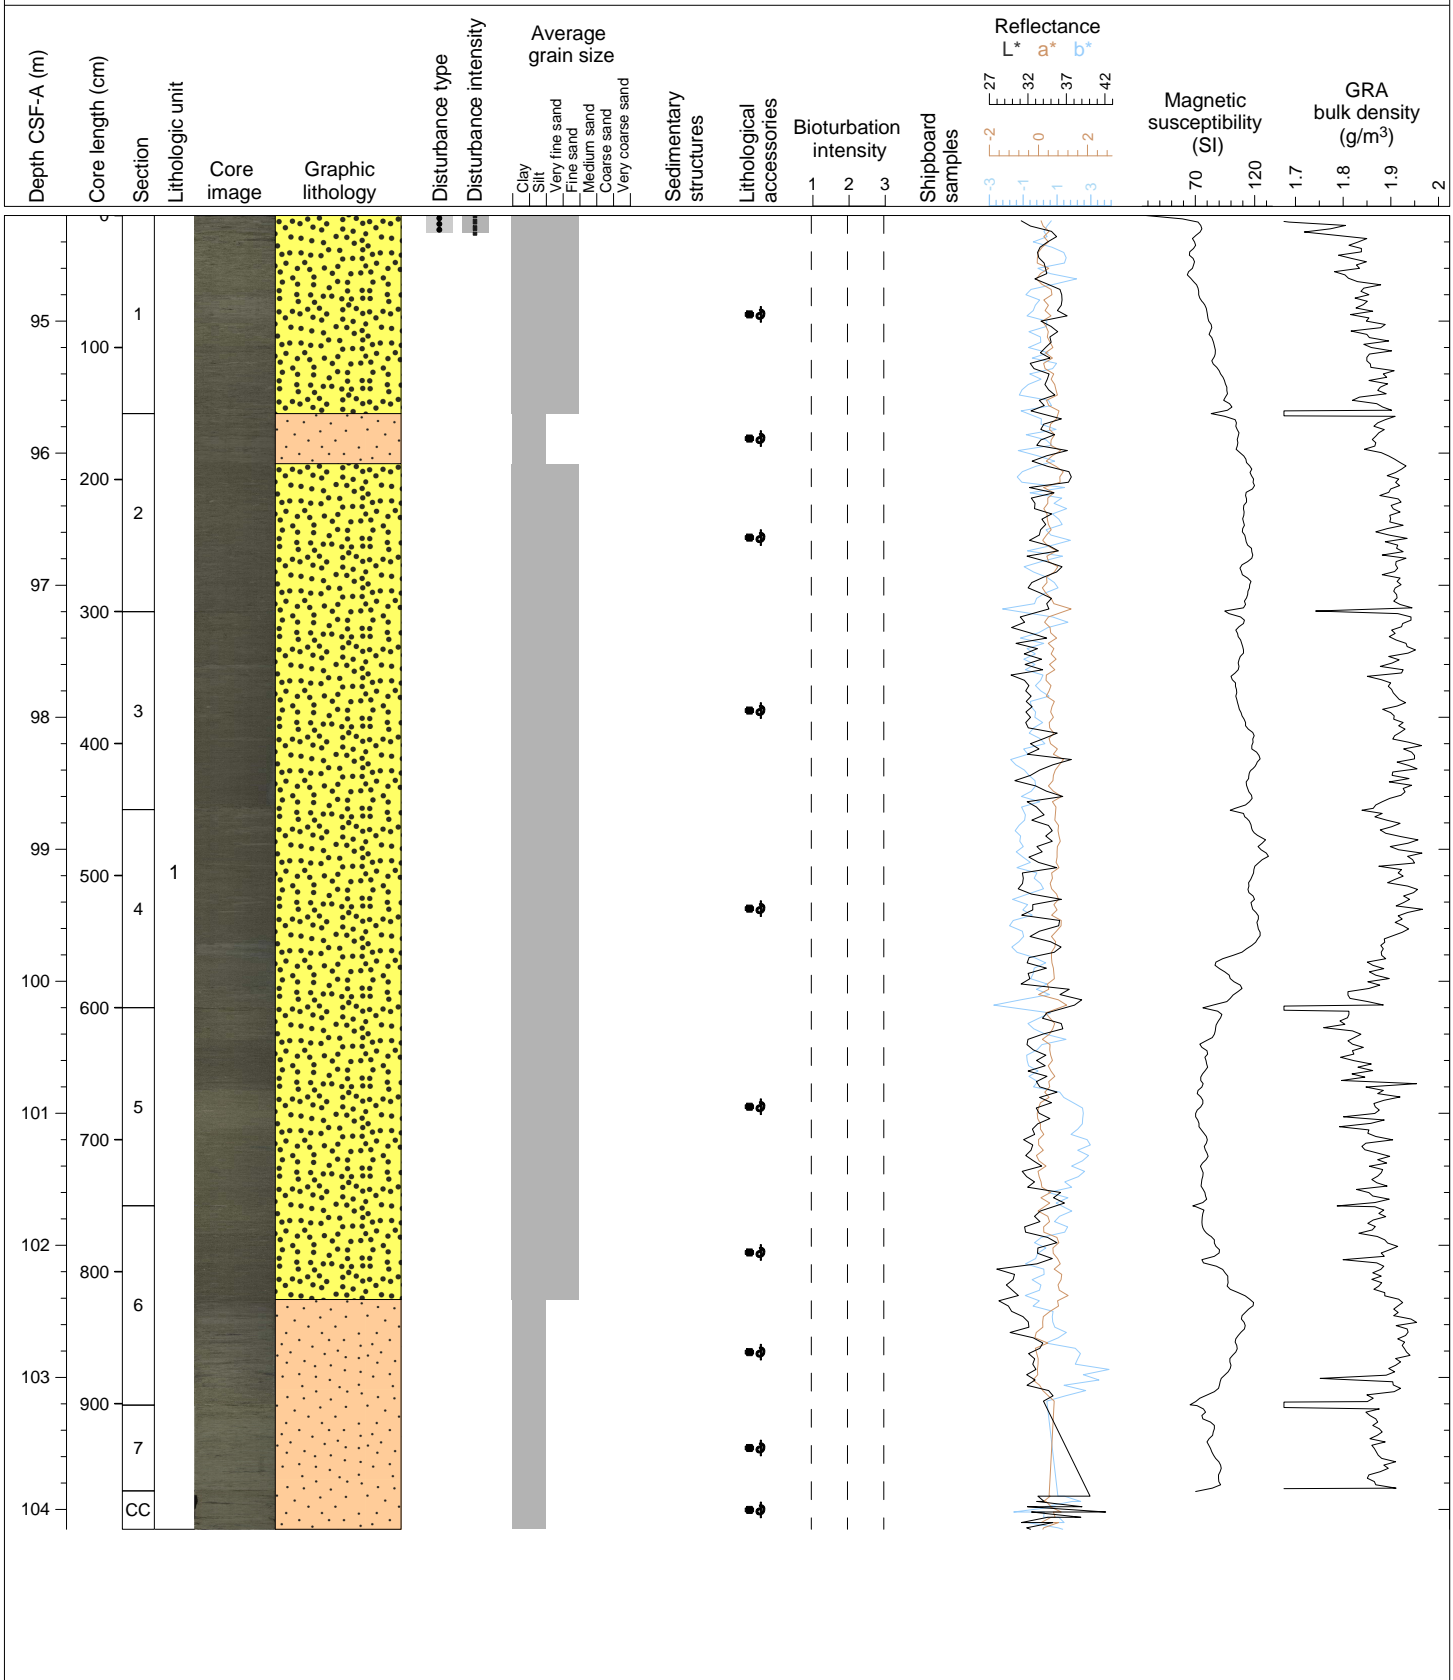 Depth CSF-A (m)
Core length (cm)
Section
Lithologic unit
Core
image
Graphic
lithology
Disturbance type
Disturbance intensity
Average
grain size
Clay
Silt
Very fine sand
Fine sand
Medium sand
Coarse sand
Very coarse sand
Sedimentary
structures
Lithological
accessories
Bioturbation
intensity
1 2 3
Shipboard
samples
Reflectance
L* a* b*
27 32 37 42
-2 0 2
-3 -1 1 3
Magnetic
susceptibility
(SI)
70 120
GRA
bulk density
(g/m³)
1.7 1.8 1.9 2
0
95
1
100
96
200
2
97
300
3
98
400
99
1
500
4
100
600
5
101
700
102
800
6
103
900
7
104
CC